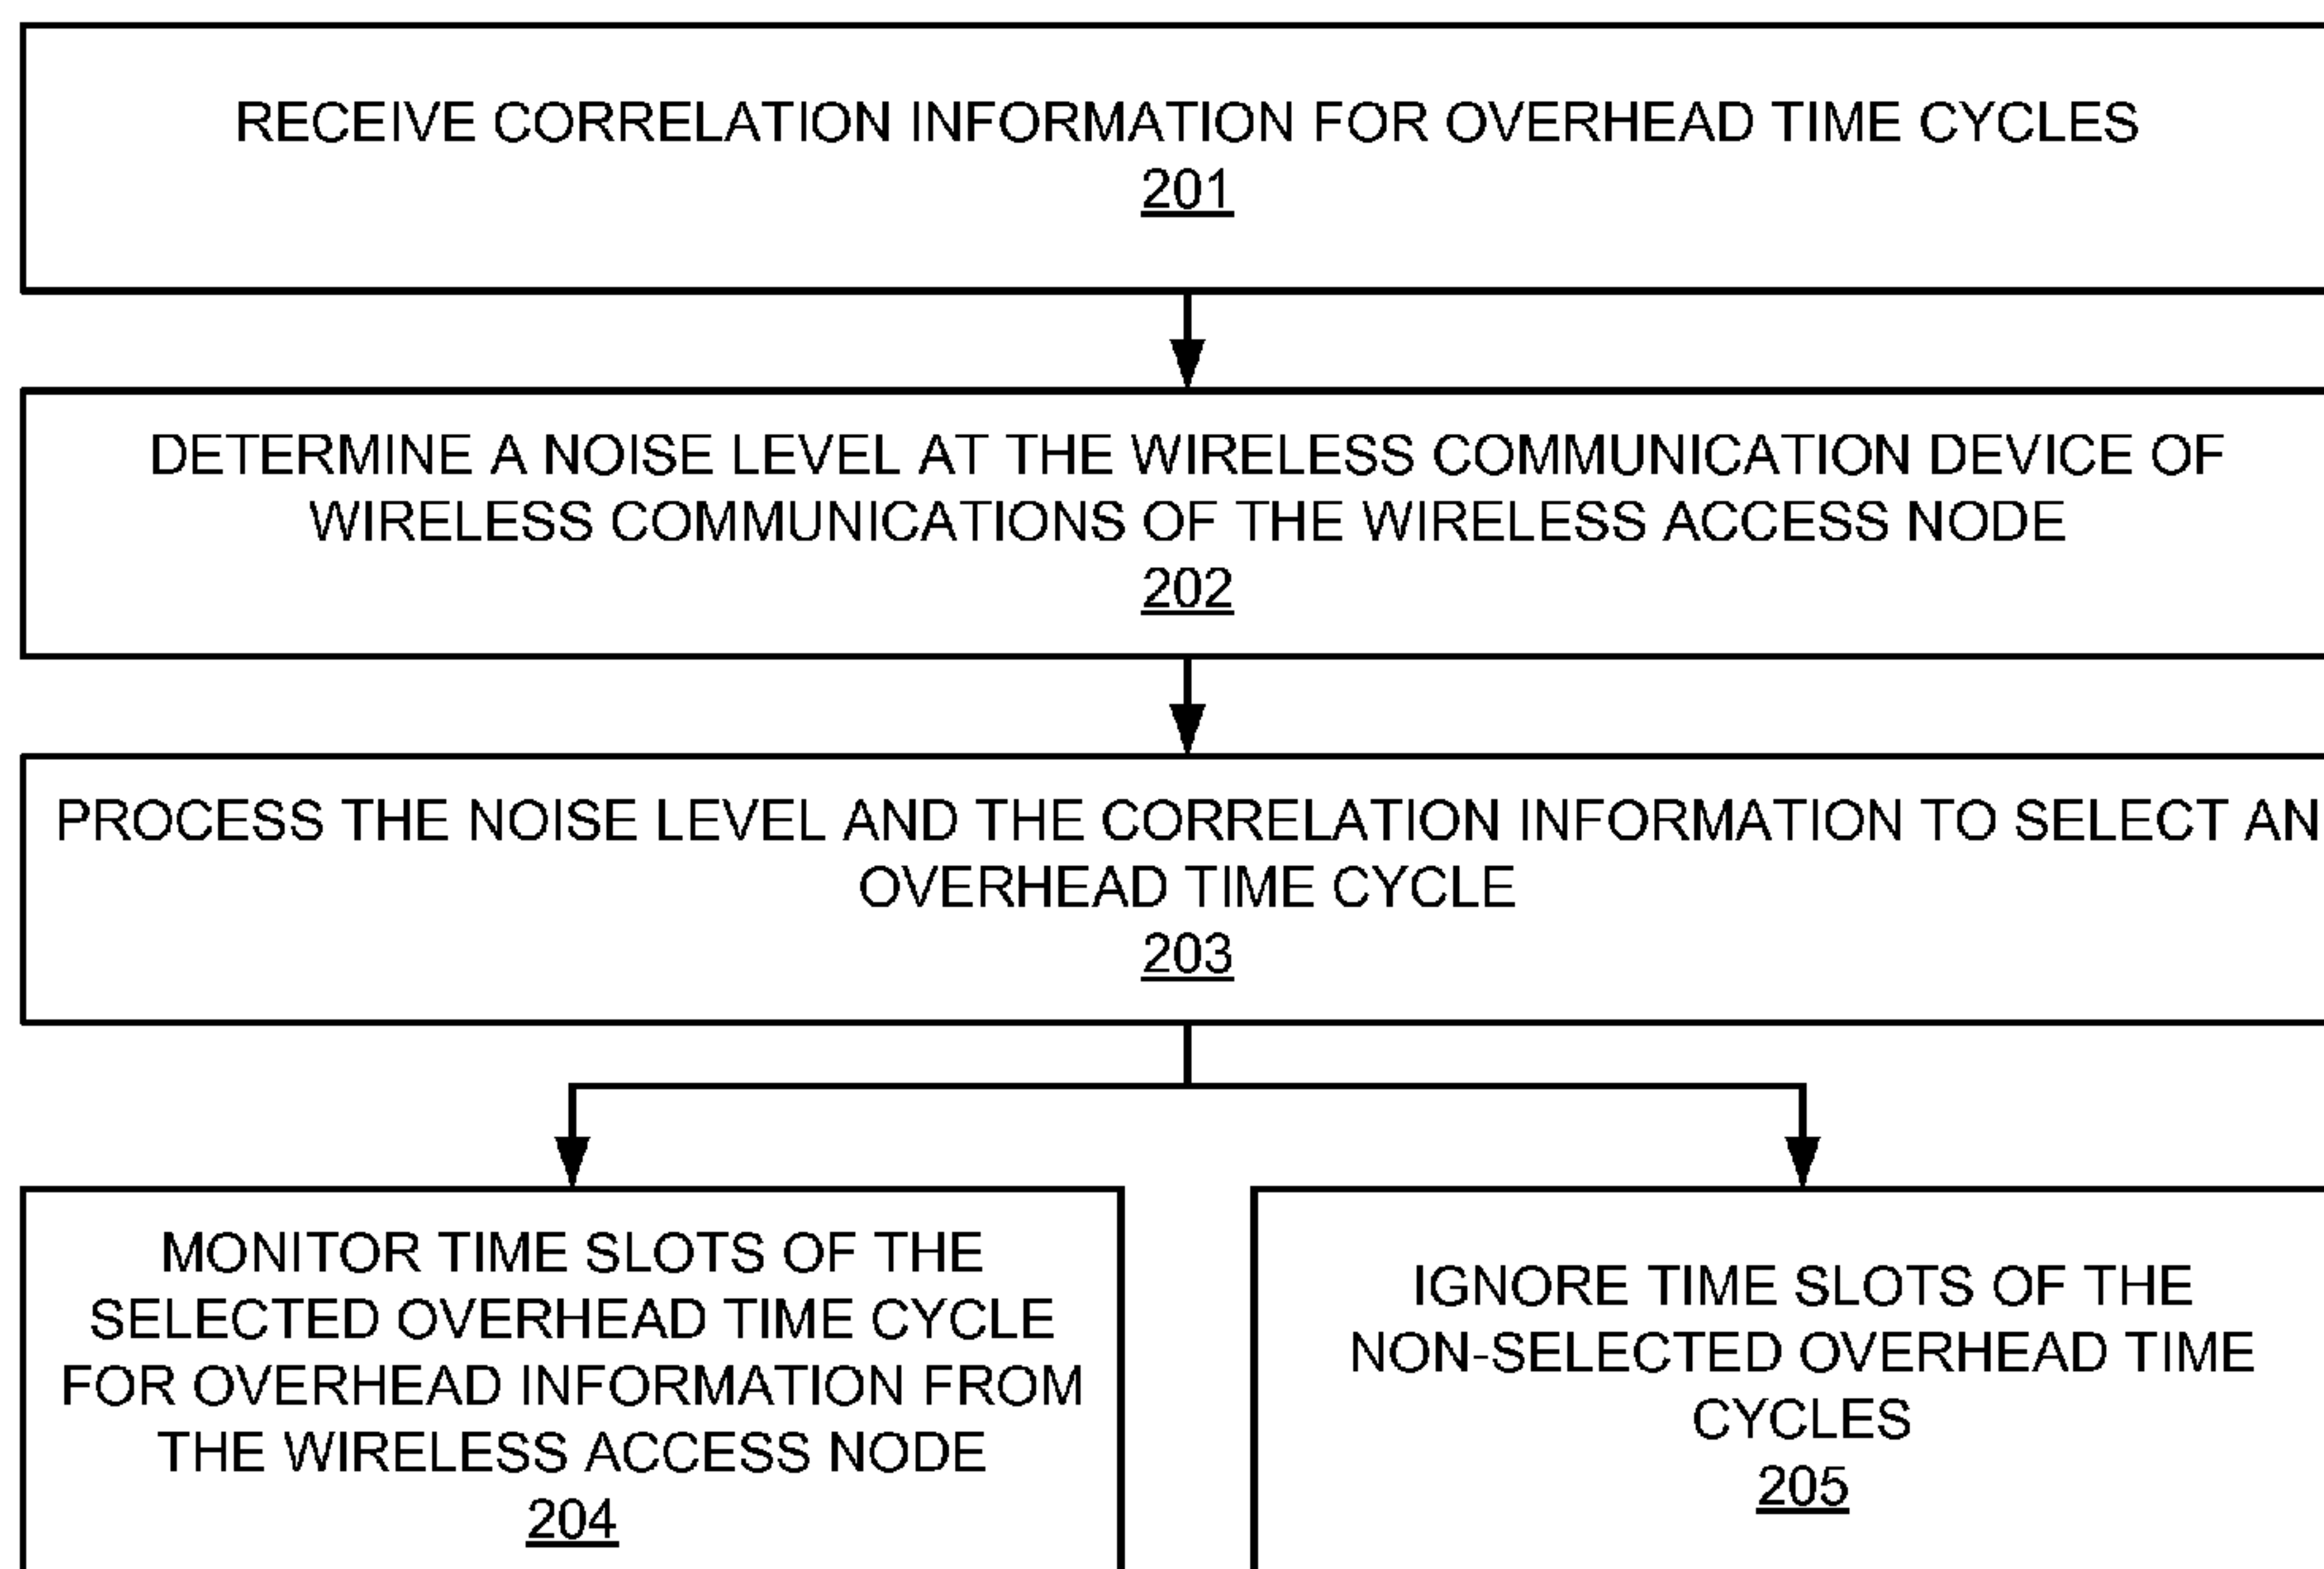 RECEIVE CORRELATION INFORMATION FOR OVERHEAD TIME CYCLES
201
DETERMINE A NOISE LEVEL AT THE WIRELESS COMMUNICATION DEVICE OF
WIRELESS COMMUNICATIONS OF THE WIRELESS ACCESS NODE
202
PROCESS THE NOISE LEVEL AND THE CORRELATION INFORMATION TO SELECT AN
OVERHEAD TIME CYCLE
203
MONITOR TIME SLOTS OF THE
SELECTED OVERHEAD TIME CYCLE
FOR OVERHEAD INFORMATION FROM
THE WIRELESS ACCESS NODE
204
IGNORE TIME SLOTS OF THE
NON-SELECTED OVERHEAD TIME
CYCLES
205